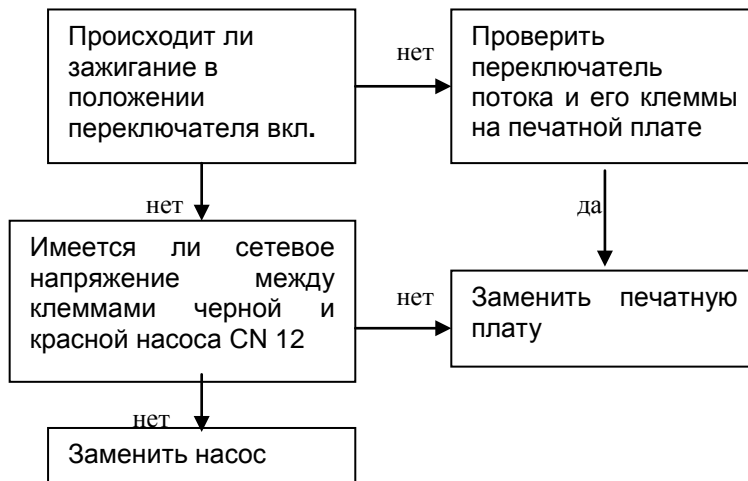 Происходит ли
зажигание в
положении
переключателя вкл.
нет
Проверить
переключатель
потока и его клеммы
на печатной плате
нет
да
Имеется ли сетевое
напряжение между
клеммами черной и
красной насоса CN 12
нет
Заменить печатную
плату
нет
Заменить насос